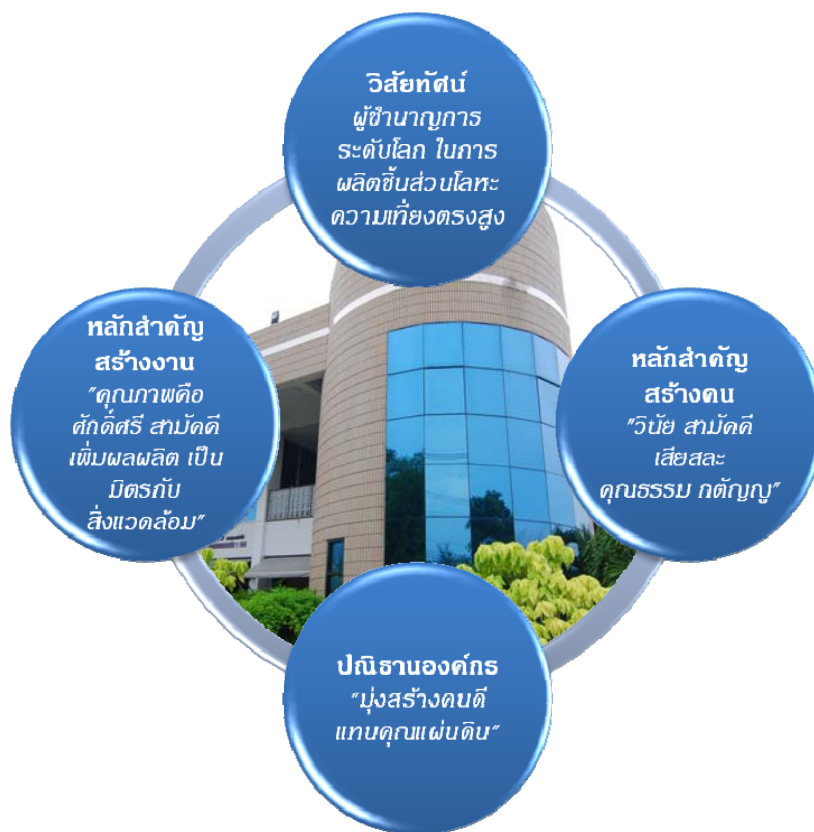 วิสัยทัศน์
ผู้ชำนาญการ
ระดับโลก ในการ
ผลิตชิ้นส่วนโลหะ
ความเที่ยงตรงสูง
หลักสำคัญ
สร้างงาน
"คุณภาพคือ
ศักดิ์ศรี สามัคคี
เพิ่มผลผลิต เป็น
มิตรกับ
สิ่งแวดล้อม"
หลักสำคัญ
สร้างคน
"วินัย สามัคคี
เสียสละ
คุณธรรม กตัญญู"
ปณิธานองค์กร
"มุ่งสร้างคนดี
แทนคุณแผ่นดิน"